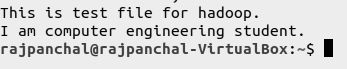 This is test file for hadoop.
I am computer engineering student.
rajpanchal@rajpanchal-VirtualBox:~$